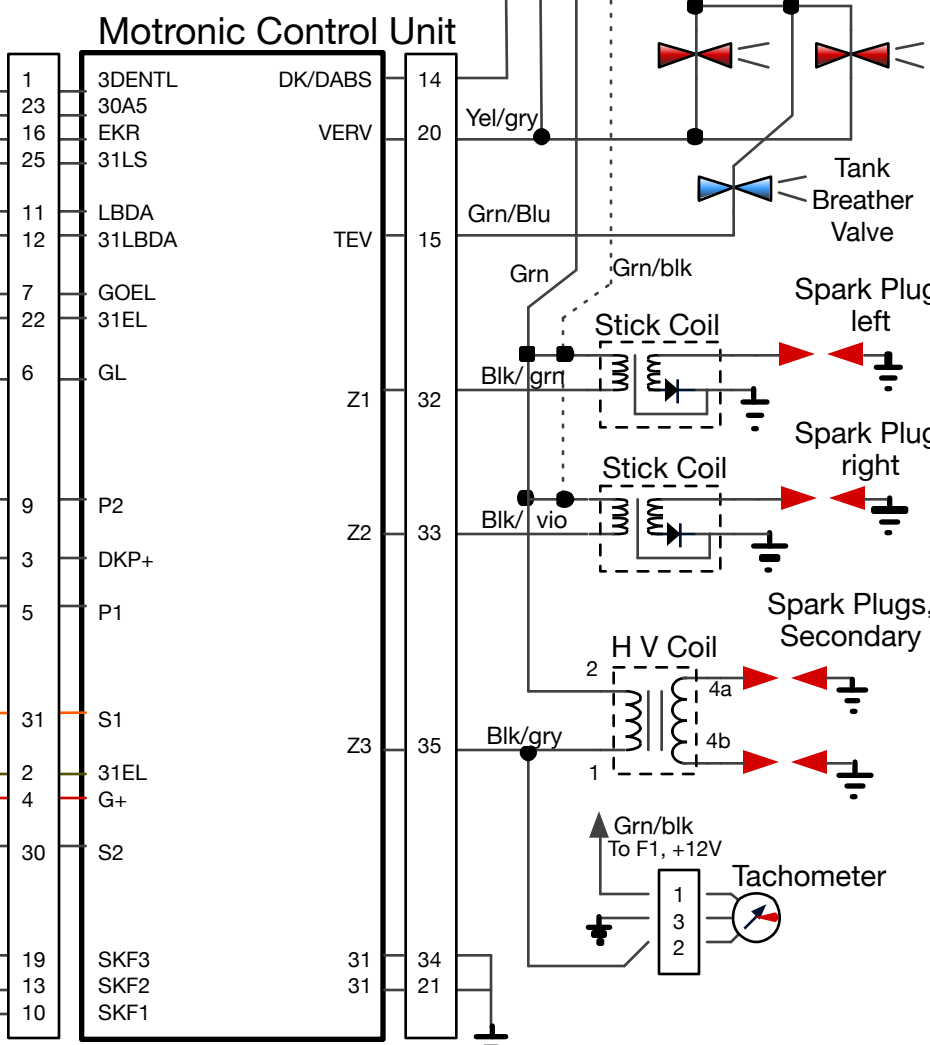 Motronic Control Unit
1 3DENTL DK/DABS 14
23 30A5
16 EKR VERV 20 Yel/gry
25 31LS
Tank
Breather
Valve
11 LBDA Grn/Blu
12 31LBDA TEV 15
Grn Grn/blk
7 GOEL
22 31EL
Spark Plug
left
Stick Coil
6 GL
Blk/ grn
Z1 32
Spark Plug
right
Stick Coil
9 P2
Blk/ vio
Z2 33
3 DKP+
5 P1
Spark Plugs,
Secondary
H V Coil
2
4a
31 S1
Z3 35 Blk/gry
4b
1
2 31EL
4 G+
Grn/blk
To F1, +12V
30 S2
Tachometer
1
3
2
19 SKF3 31 34
13 SKF2 31 21
10 SKF1